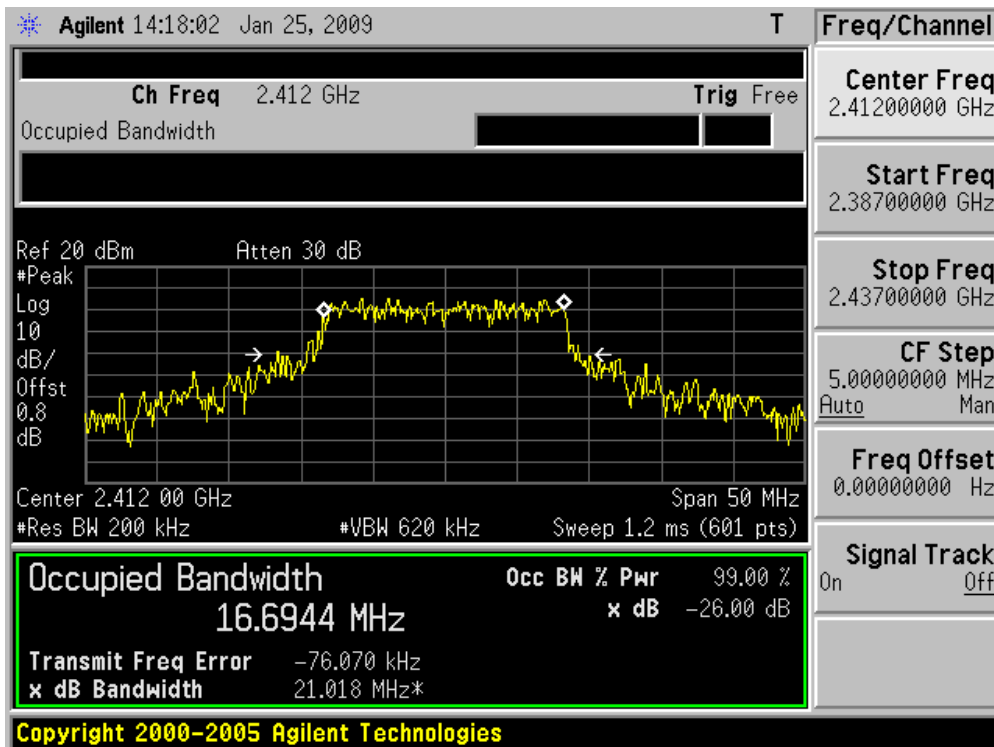 Agilent 14:18:02 Jan 25, 2009 T
Freq/Channel
Ch Freq 2.412 GHz Trig Free
Occupied Bandwidth
Center Freq
2.41200000 GHz
Start Freq
2.38700000 GHz
Stop Freq
2.43700000 GHz
CF Step
5.00000000 MHz
Auto Man
Freq Offset
0.00000000 Hz
Signal Track
On Off
Ref 20 dBm Atten 30 dB
#Peak
Log
10
dB/
Offst
0.8
dB
Center 2.412 00 GHz Span 50 MHz
#Res BW 200 kHz #VBW 620 kHz Sweep 1.2 ms (601 pts)
Occupied Bandwidth
16.6944 MHz
Occ BW % Pwr 99.00 %
x dB -26.00 dB
Transmit Freq Error -76.070 kHz
x dB Bandwidth 21.018 MHz*
Copyright 2000-2005 Agilent Technologies